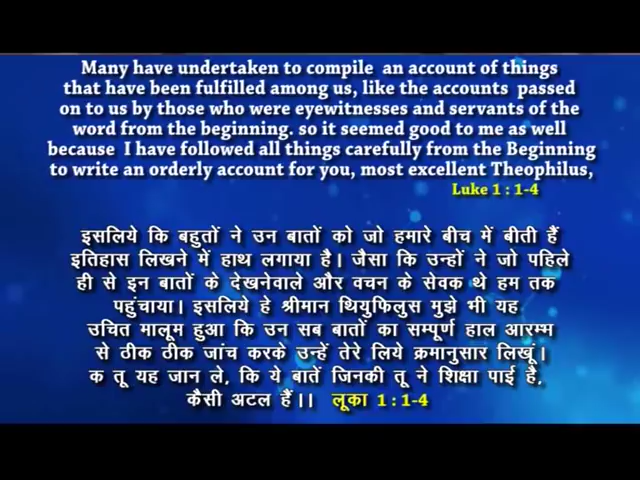 Many have undertaken to compile an account of things
that have been fulfilled among us, like the accounts passed
on to us by those who were eyewitnesses and servants of the
word from the beginning. so it seemed good to me as well
because I have followed all things carefully from the Beginning
to write an orderly account for you, most excellent Theophilus,
Luke 1 : 1-4
इसलिये कि बहुतों ने उन बातों को जो हमारे बीच में बीती हैं
इतिहास लिखने में हाथ लगाया है। जैसा कि उन्हों ने जो पहिले
ही से इन बातों के देखनेवाले और वचन के सेवक थे हम तक
पहुंचाया। इसलिये हे श्रीमान थियुफिलुस मुझे भी यह
उचित मालूम हुआ कि उन सब बातों का सम्पूर्ण हाल आरम्भ
से ठीक ठीक जांच करके उन्हें तेरे लिये क्रमानुसार लिखूं।
क तू यह जान ले, कि ये बातें जिनकी तू ने शिक्षा पाई है,
कैसी अटल हैं।। लूका 1 : 1-4